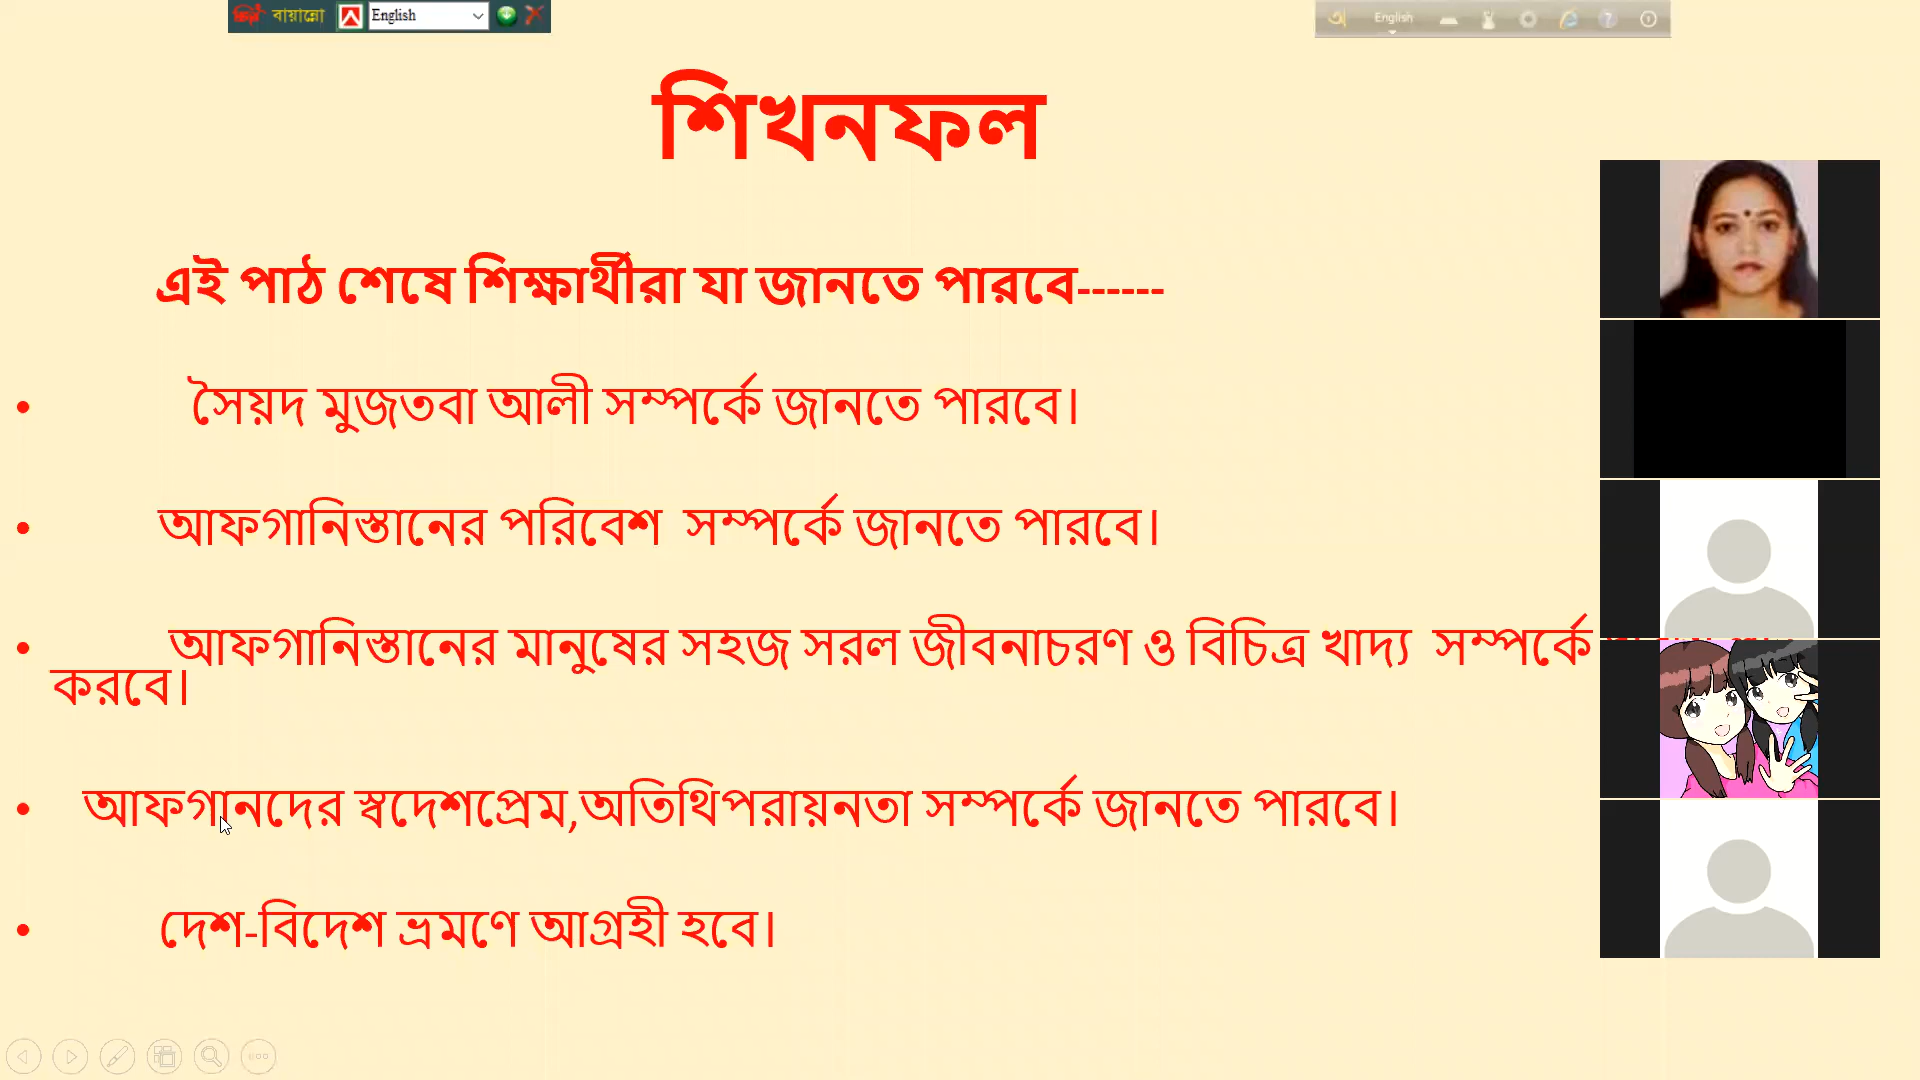 বায়ান্নো English
English
শিখনফল
এই পাঠ শেষে শিক্ষার্থীরা যা জানতে পারবে------
• সৈয়দ মুজতবা আলী সম্পর্কে জানতে পারবে।
• আফগানিস্তানের পরিবেশ সম্পর্কে জানতে পারবে।
• আফগানিস্তানের মানুষের সহজ সরল জীবনাচরণ ও বিচিত্র খাদ্য সম্পর্কে
করবে।
• আফগানদের স্বদেশপ্রেম,অতিথিপরায়নতা সম্পর্কে জানতে পারবে।
• দেশ-বিদেশ ভ্রমণে আগ্রহী হবে।